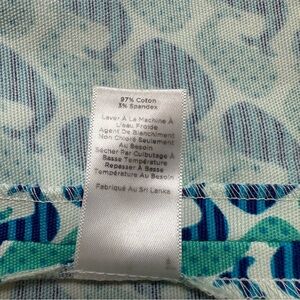 97% Coton
3% Spandex
Laver À La Machine À
L'eau Froide
Agent De Blanchiment
Non Chloré Seulement
Au Besoin
Sécher Par Culbutage À
Basse Température
Repasser À Basse
Température Au Besoin
Fabriqué Au Sri Lanka